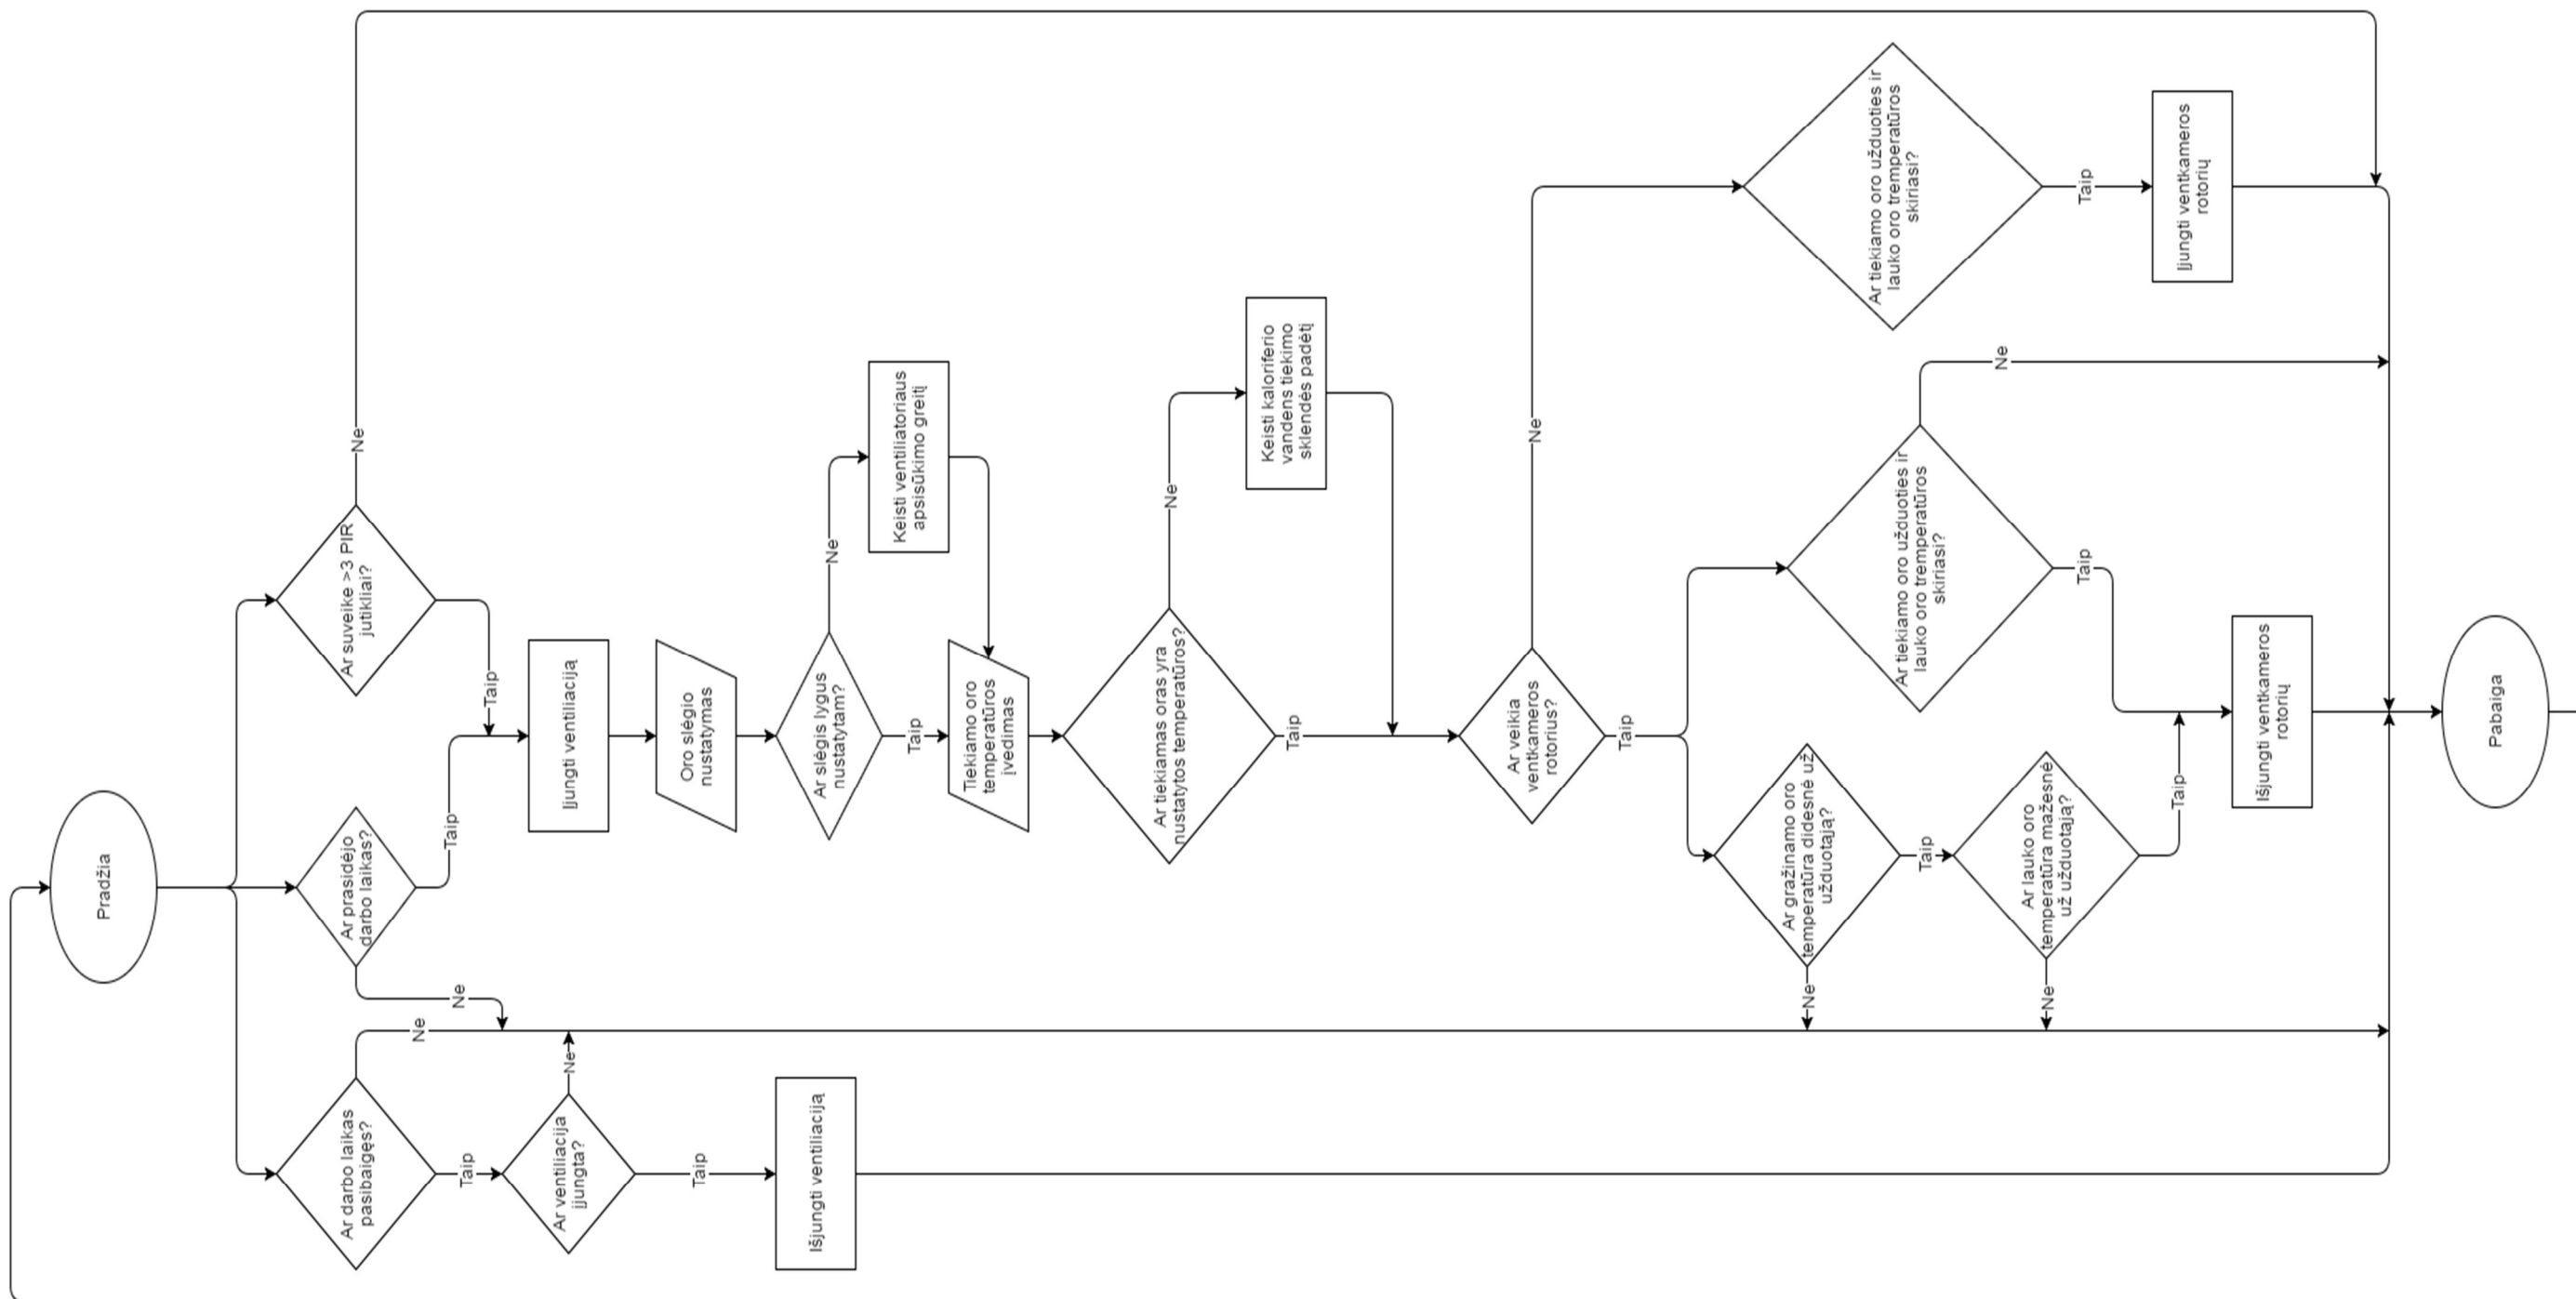 Pradžia
Ar darbo laikas
pasibaigęs?
Ar prasidėjo
darbo laikas?
Ar suveikė >3 PIR
jutikliai?
Ne
Ne
Ne
Taip
Taip
Taip
Ar ventiliacija
įjungta?
Ne
Taip
Išjungti ventiliaciją
Įjungti ventiliaciją
Oro slėgio
nustatymas
Ar slėgis lygus
nustatytam?
Ne
Keisti ventiliatoriaus
apsisūkimo greitį
Taip
Tiekiamo oro
temperatūros
įvedimas
Ar tiekiamas oras yra
nustatytos temperatūros?
Ne
Keisti kaloriferio
vandens tiekimo
sklendės padėtį
Taip
Ar veikia
ventkameros
rotorius?
Ne
Taip
Ar gražinamo oro
temperatūra didesnė už
užduotąją?
Ne
Taip
Ar lauko oro
temperatūra mažesnė
už užduotąją?
Ne
Taip
Ar tiekiamo oro užduoties ir
lauko oro tremperatūros
skiriasi?
Ne
Taip
Ar tiekiamo oro užduoties ir
lauko oro tremperatūros
skiriasi?
Taip
Įjungti ventkameros
rotorių
Išjungti ventkameros
rotorių
Pabaiga